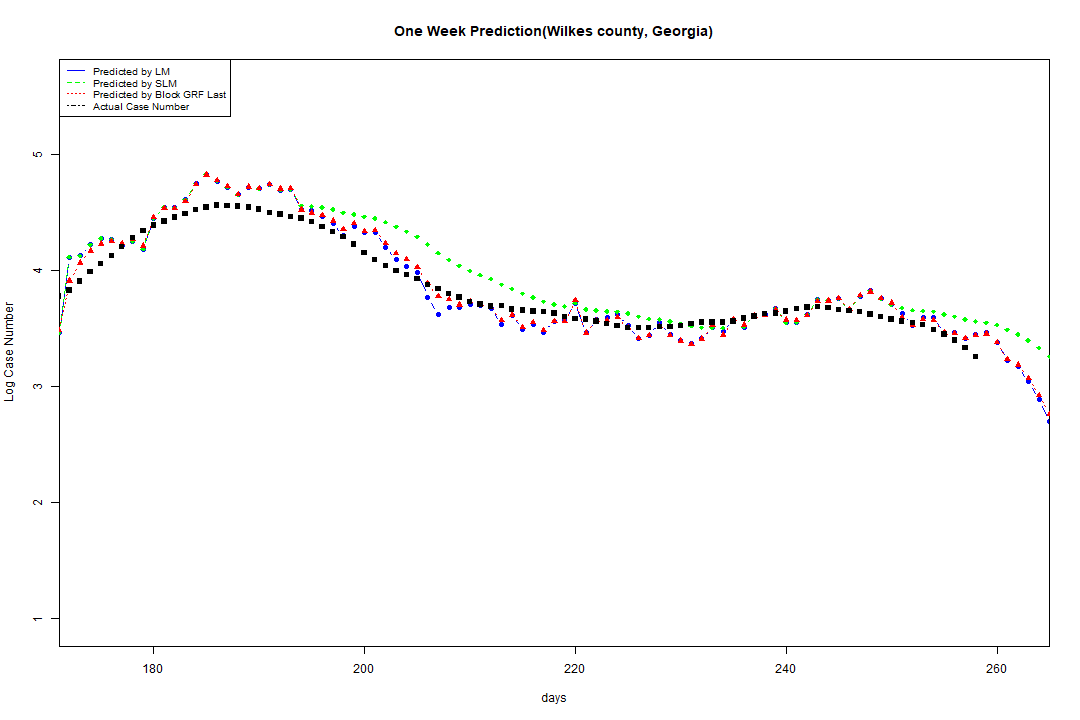 One Week Prediction(Wilkes county, Georgia)
Predicted by LM
Predicted by SLM
Predicted by Block GRF Last
Actual Case Number
5
4
3
2
1
Log Case Number
180 200 220 240 260
days